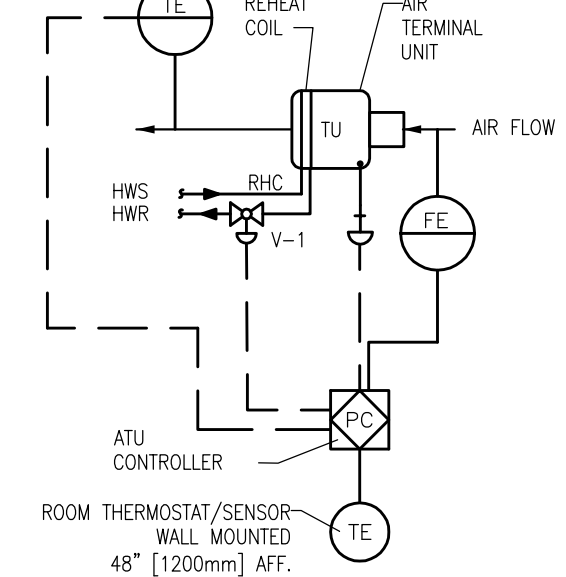 TE
REHEAT
COIL
AIR
TERMINAL
UNIT
TU
AIR FLOW
HWS
HWR
RHC
V-1
FE
PC
ATU
CONTROLLER
ROOM THERMOSTAT/SENSOR
WALL MOUNTED
48” [1200mm] AFF.
TE